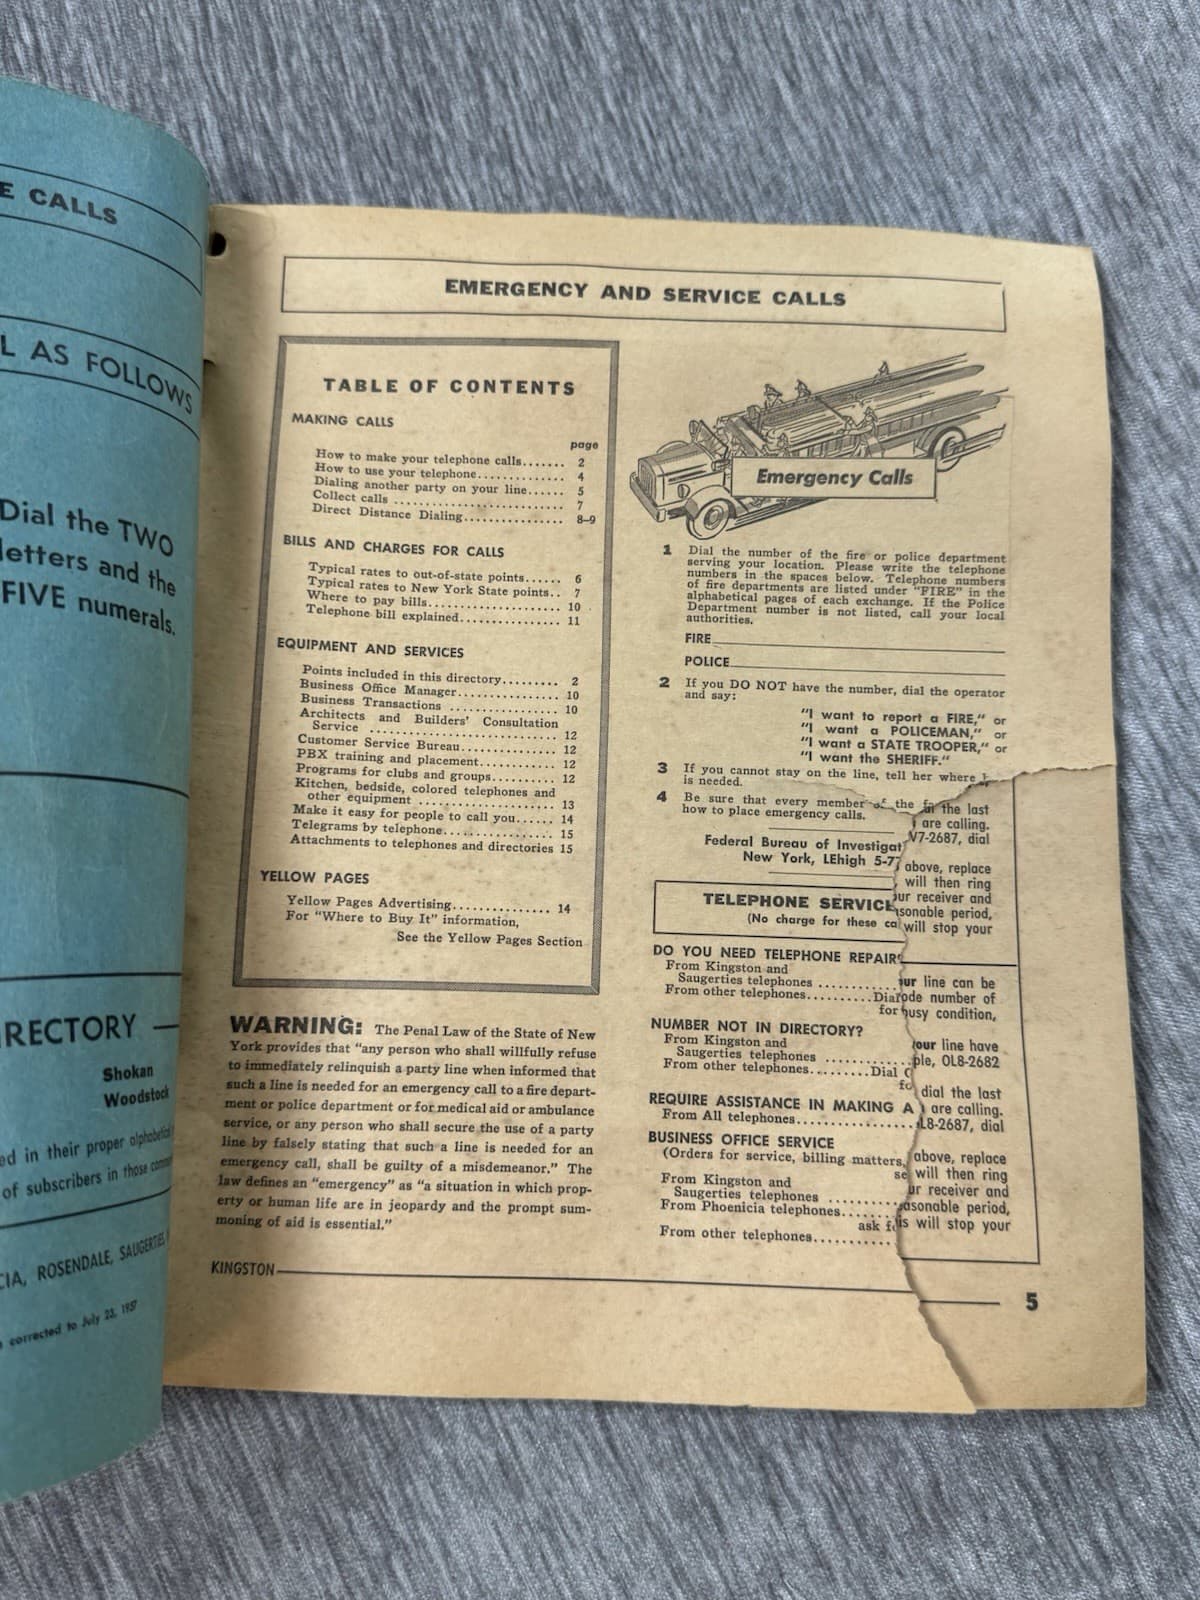 E CALLS
L AS FOLLOWS
Dial the TWO
letters and the
FIVE numerals.
DIRECTORY
Shokan
Woodstock
ed in their proper alphabetical
of subscribers in those
CIA, ROSENDALE, SAUGERTIES,
corrected to July 23, 1957
EMERGENCY AND SERVICE CALLS
TABLE OF CONTENTS
MAKING CALLS
page
How to make your telephone calls....... 2
How to use your telephone.............. 4
Dialing another party on your line...... 5
Collect calls ............................ 7
Direct Distance Dialing................ 8-9
BILLS AND CHARGES FOR CALLS
Typical rates to out-of-state points...... 6
Typical rates to New York State points.. 7
Where to pay bills...................... 10
Telephone bill explained................ 11
EQUIPMENT AND SERVICES
Points included in this directory......... 2
Business Office Manager................ 10
Business Transactions .................. 10
Architects and Builders' Consultation
Service .............................. 12
Customer Service Bureau.............. 12
PBX training and placement............ 12
Programs for clubs and groups.......... 12
Kitchen, bedside, colored telephones and
other equipment ...................... 13
Make it easy for people to call you...... 14
Telegrams by telephone................. 15
Attachments to telephones and directories 15
YELLOW PAGES
Yellow Pages Advertising............... 14
For "Where to Buy It" information,
See the Yellow Pages Section
WARNING: The Penal Law of the State of New
York provides that "any person who shall willfully refuse
to immediately relinquish a party line when informed that
such a line is needed for an emergency call to a fire depart-
ment or police department or for medical aid or ambulance
service, or any person who shall secure the use of a party
line by falsely stating that such a line is needed for an
emergency call, shall be guilty of a misdemeanor." The
law defines an "emergency" as "a situation in which prop-
erty or human life are in jeopardy and the prompt sum-
moning of aid is essential."
Emergency Calls
1 Dial the number of the fire or police department
serving your location. Please write the telephone
numbers in the spaces below. Telephone numbers
of fire departments are listed under "FIRE" in the
alphabetical pages of each exchange. If the Police
Department number is not listed, call your local
authorities.
FIRE
POLICE
2 If you DO NOT have the number, dial the operator
and say:
"I want to report a FIRE," or
"I want a POLICEMAN," or
"I want a STATE TROOPER," or
"I want the SHERIFF."
3 If you cannot stay on the line, tell her where
is needed.
4 Be sure that every member of the
how to place emergency calls.
Federal Bureau of Investigat
New York, LEhigh 5-77
TELEPHONE SERVICE
(No charge for these ca
DO YOU NEED TELEPHONE REPAIR
From Kingston and
Saugerties telephones
From other telephones..........Dial
for
NUMBER NOT IN DIRECTORY?
From Kingston and
Saugerties telephones
From other telephones.........Dial
fo
REQUIRE ASSISTANCE IN MAKING A
From All telephones
BUSINESS OFFICE SERVICE
(Orders for service, billing matters,
se
From Kingston and
Saugerties telephones
From Phoenicia telephones
ask f
From other telephones
the last
are calling.
V7-2687, dial
above, replace
will then ring
ur receiver and
asonable period,
will stop your
ur line can be
ode number of
busy condition,
our line have
ple, OL8-2682
dial the last
are calling.
L8-2687, dial
above, replace
will then ring
ur receiver and
asonable period,
is will stop your
KINGSTON
5